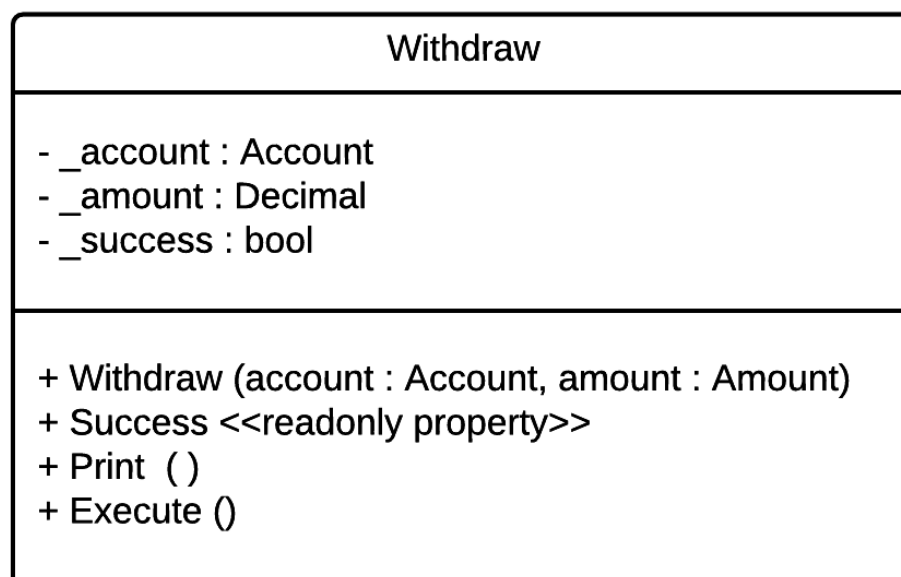 Withdraw
- _account : Account
- _amount : Decimal
- _success : bool
+ Withdraw (account : Account, amount : Amount)
+ Success <<readonly property>>
+ Print ( )
+ Execute ()